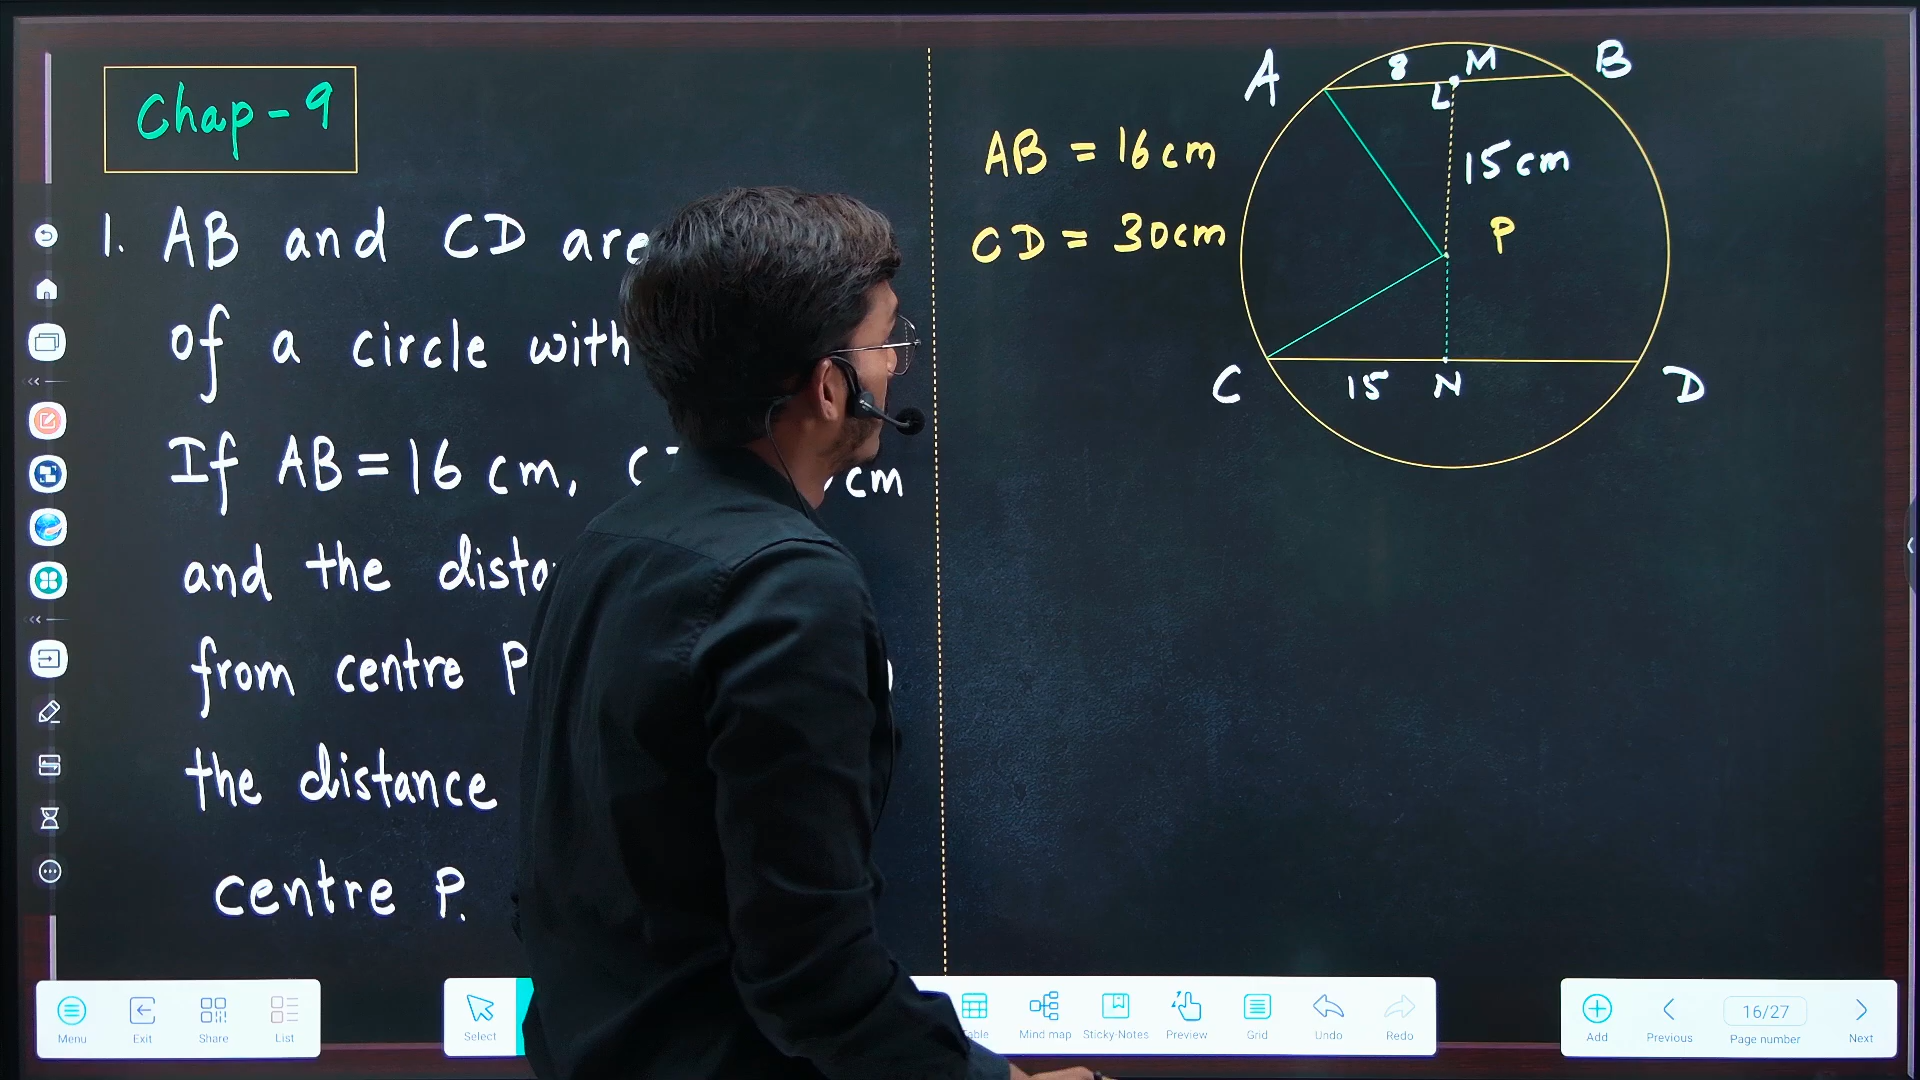 Chap-9
1. AB and CD are
of a circle with
If AB=16 cm, cm
and the
from centre P
the distance
centre P.
A
8
M
B
L
AB = 16 cm
15 cm
CD = 30cm
P
C
15
N
D
Menu
Exit
Share
List
Select
Mind map
Sticky Notes
Preview
Grid
Undo
Redo
Add
Previous
16/27
Page number
Next